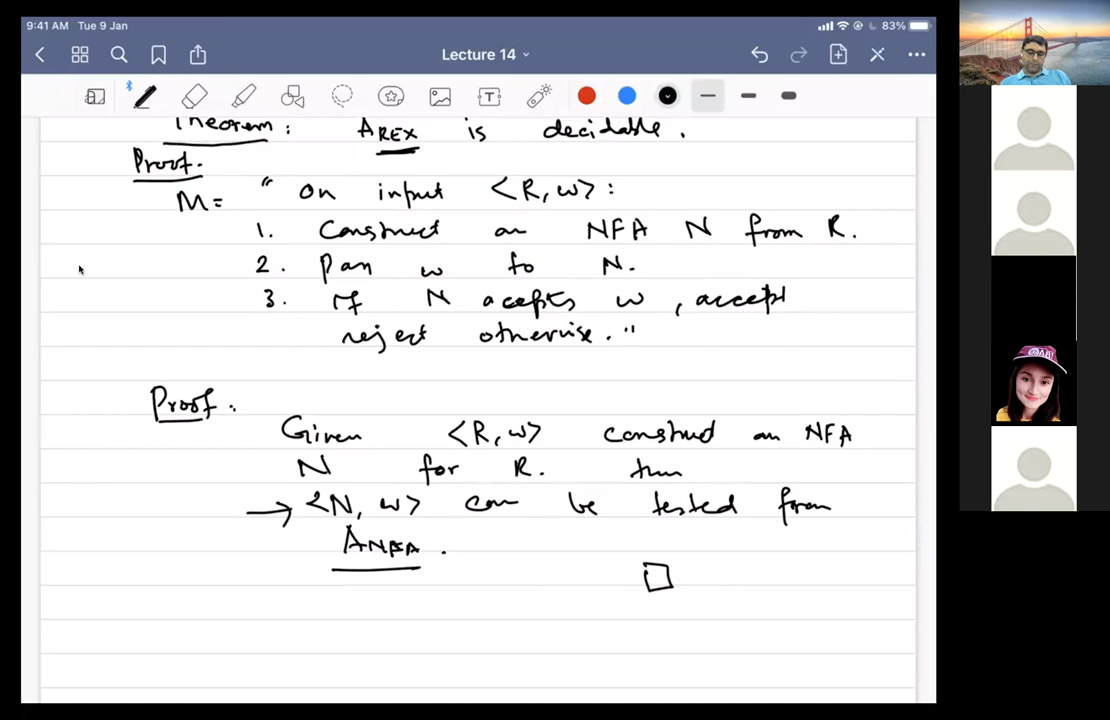 9:41 AM Tue 9 Jan
83%
Lecture 14
Theorem: AREX is decidable.
Proof.
M= " on input <R, w>:
1. Construct an NFA N from R.
2. Pass w to N.
3. If N acepts w, accept
reject otherwise."
Proof:
Given <R, w> construct an NFA
N for R. then
→ <N, w> can be tested from
ANFA.